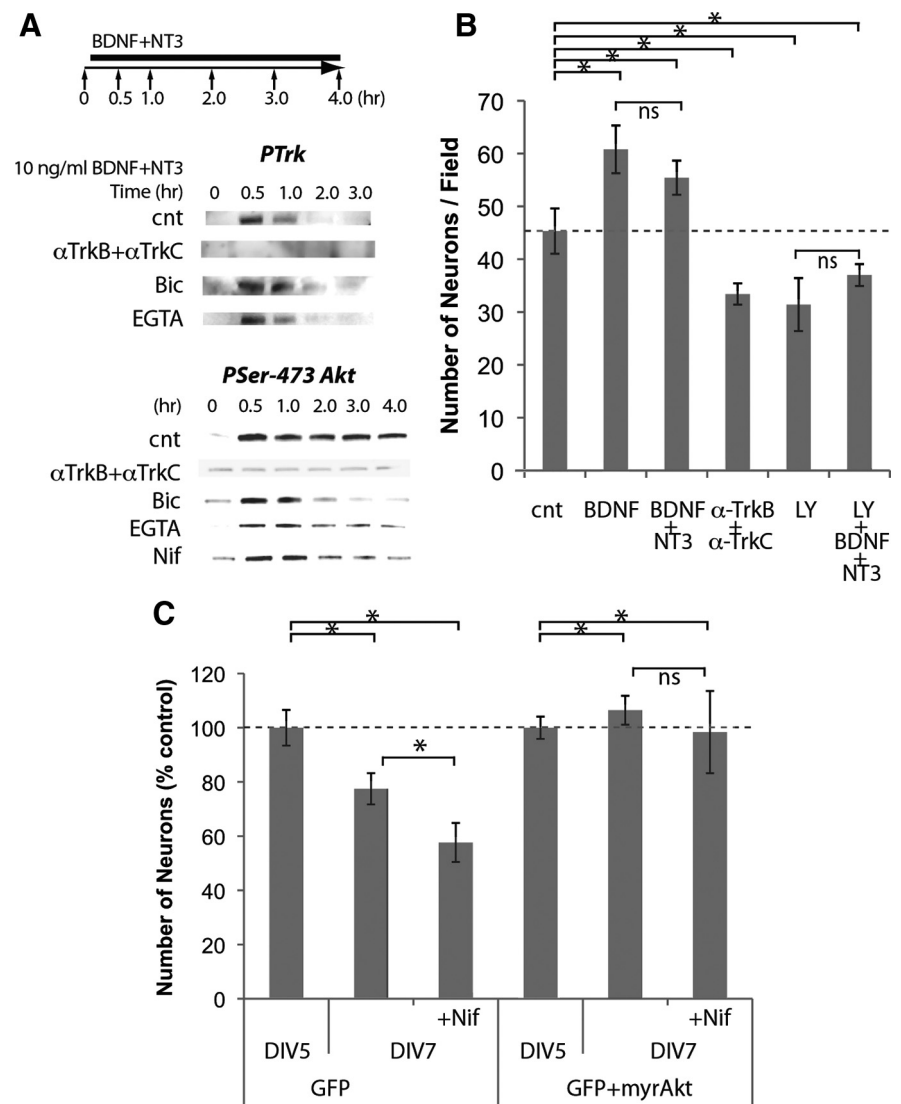 A
BDNF+NT3
0 0.5 1.0 2.0 3.0 4.0 (hr)
PTrk
10 ng/ml BDNF+NT3
Time (hr) 0 0.5 1.0 2.0 3.0
cnt
αTrkB+αTrkC
Bic
EGTA
PSer-473 Akt
(hr) 0 0.5 1.0 2.0 3.0 4.0
cnt
αTrkB+αTrkC
Bic
EGTA
Nif
B
* * * * *
ns
ns
Number of Neurons / Field
70
60
50
40
30
20
10
0
cnt
BDNF
BDNF
+
NT3
α-TrkB
+
α-TrkC
LY
LY
+
BDNF
+
NT3
C
* *
*
* *
ns
Number of Neurons (% control)
120
100
80
60
40
20
0
+Nif +Nif
DIV5 DIV7 DIV5 DIV7
GFP GFP+myrAkt